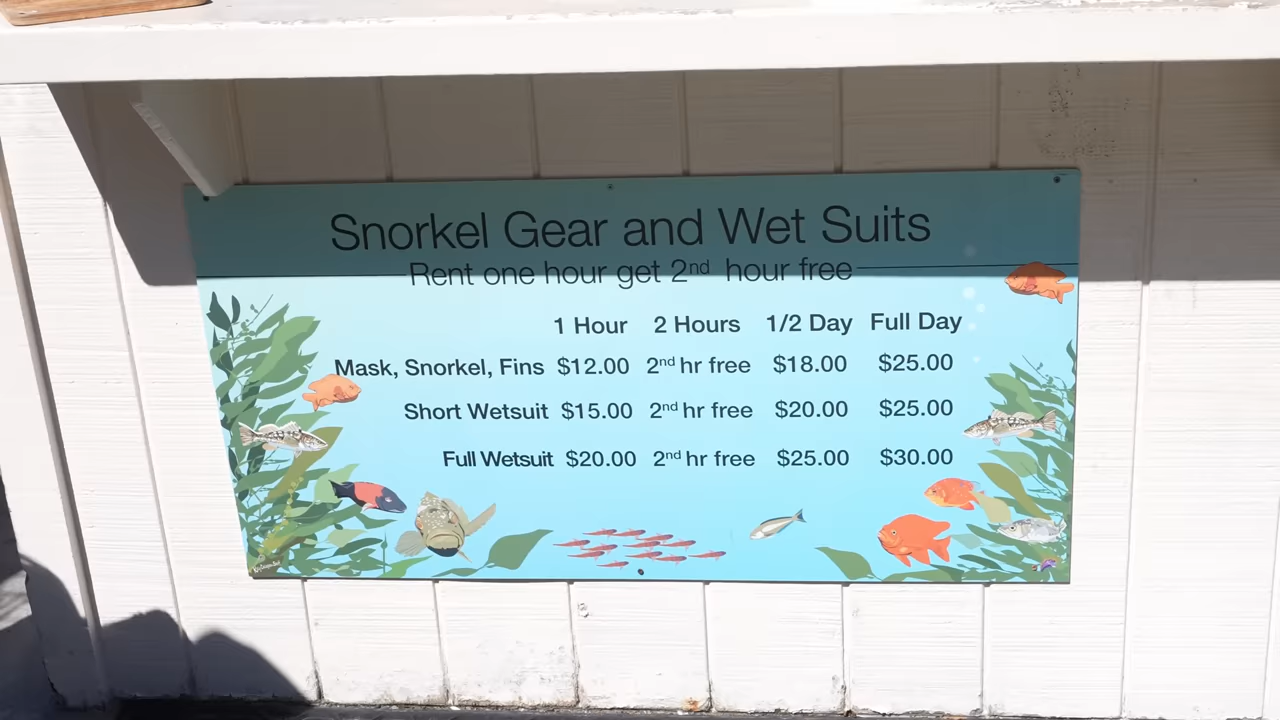 Snorkel Gear and Wet Suits
Rent one hour get 2nd hour free
1 Hour 2 Hours 1/2 Day Full Day
Mask, Snorkel, Fins $12.00 2nd hr free $18.00 $25.00
Short Wetsuit $15.00 2nd hr free $20.00 $25.00
Full Wetsuit $20.00 2nd hr free $25.00 $30.00